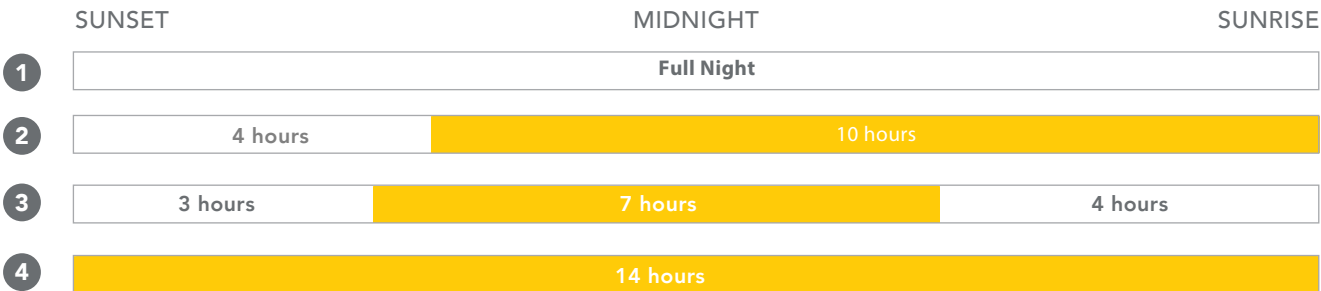 SUNSET MIDNIGHT SUNRISE
1 Full Night
2 4 hours 10 hours
3 3 hours 7 hours 4 hours
4 14 hours